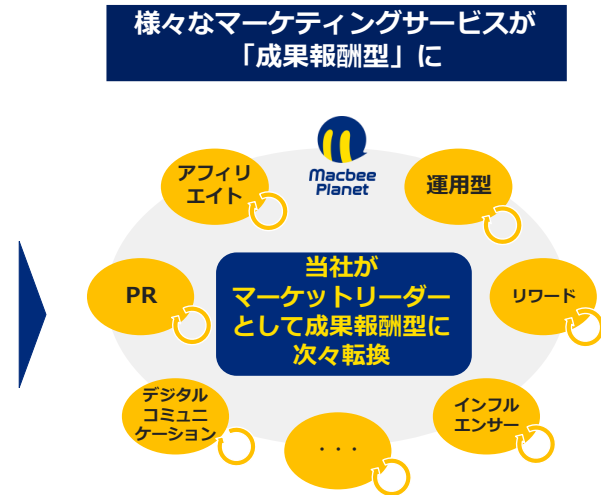 様々なマーケティングサービスが
「成果報酬型」に
Macbee
Planet
アフィリ
エイト
運用型
PR
当社が
マーケットリーダー
として成果報酬型に
次々転換
リワード
デジタル
コミュニ
ケーション
・・・
インフル
エンサー